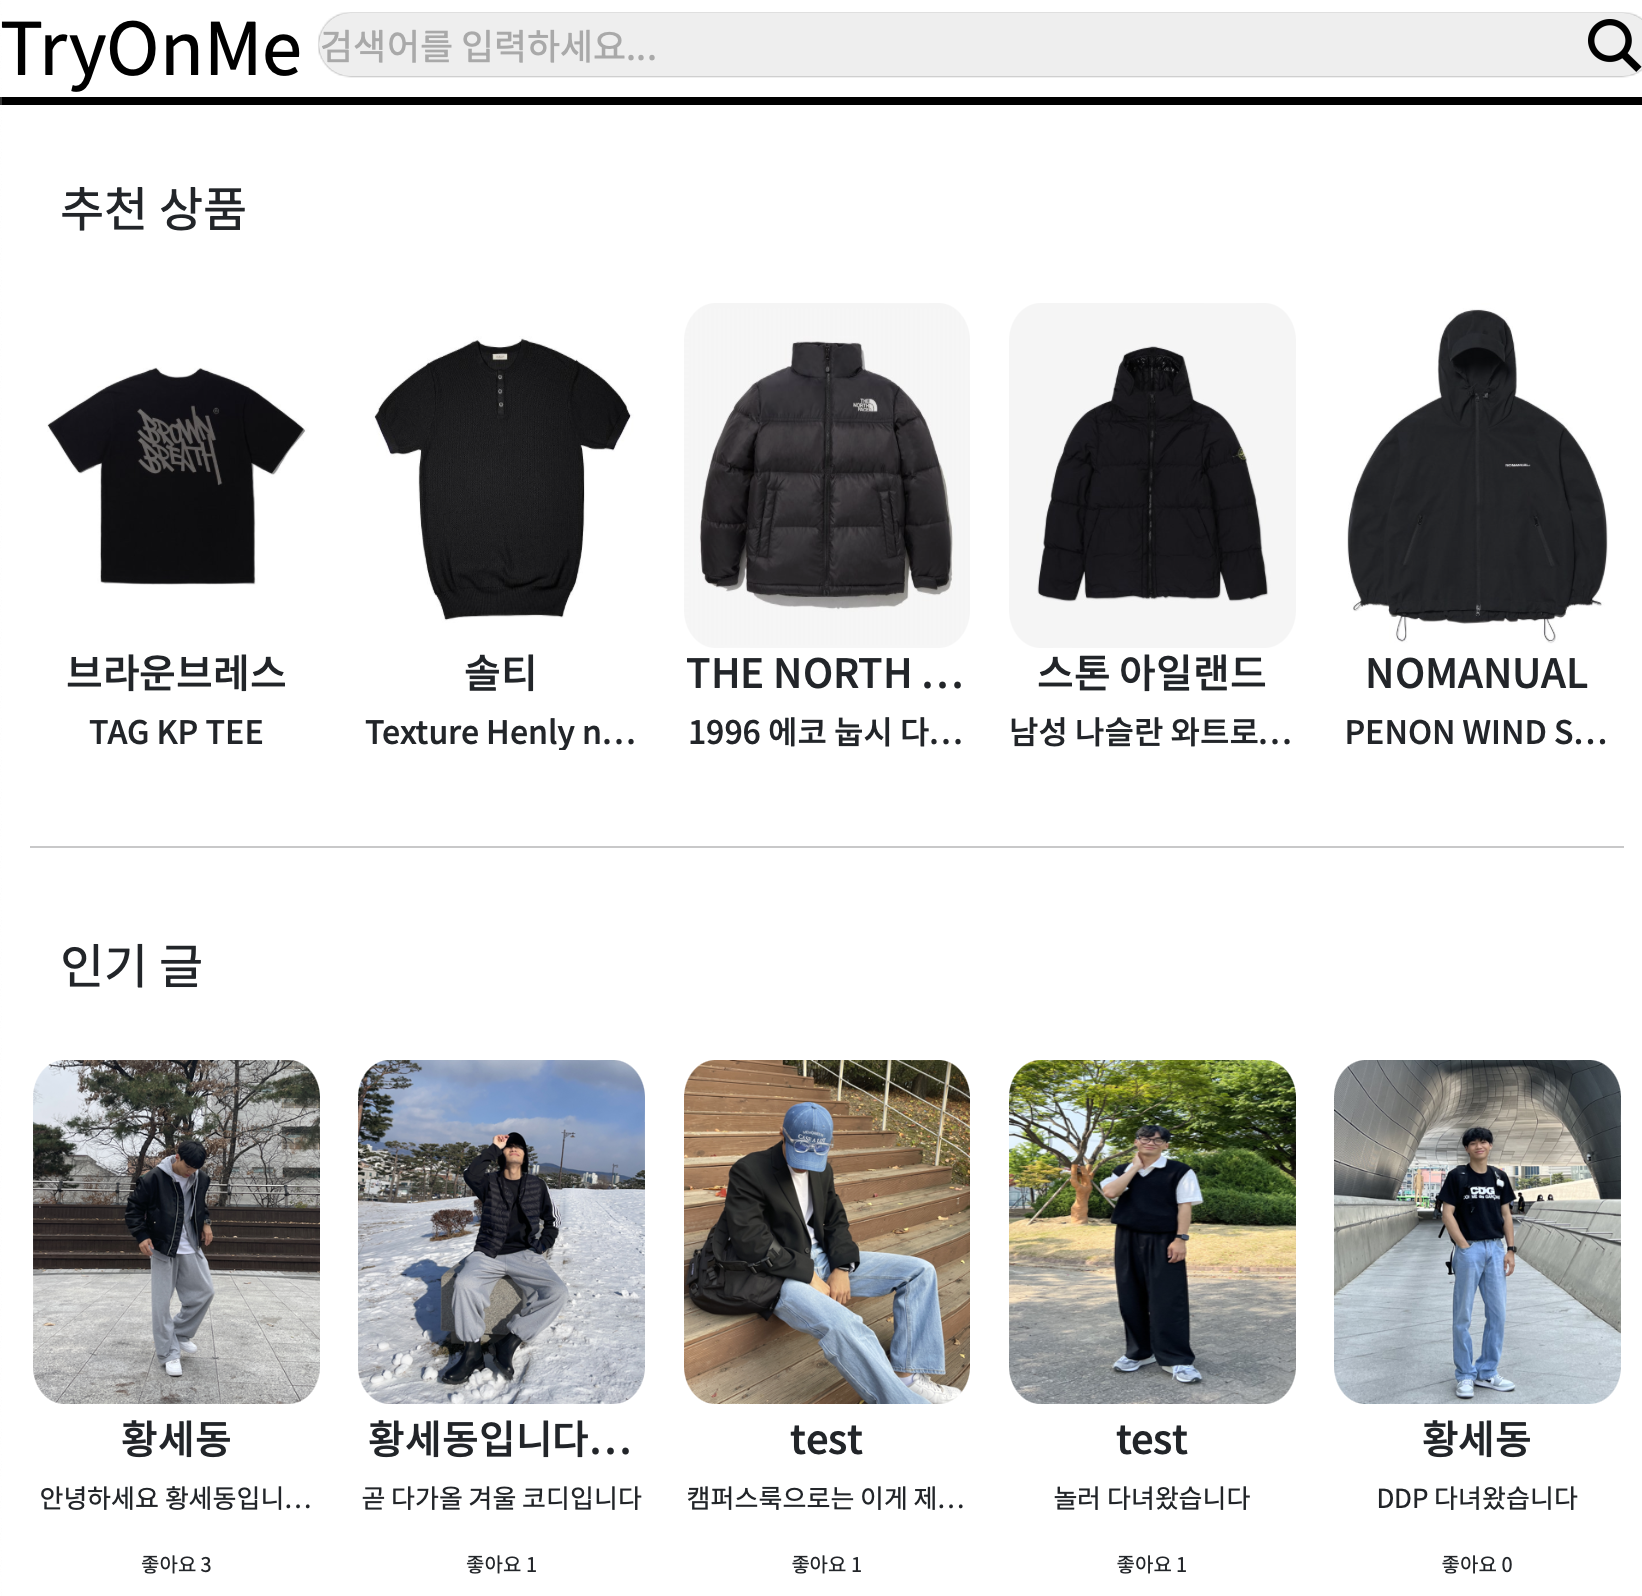 TryOnMe
검색어를 입력하세요...
추천 상품
BROWN
BREATH
THE
NORTH
FACE
NOMANUAL
브라운브레스
솔티
THE NORTH ...
스톤 아일랜드
NOMANUAL
TAG KP TEE
Texture Henly n...
1996 에코 눕시 다...
남성 나슬란 와트로...
PENON WIND S...
인기 글
CDG
황세동
황세동입니다...
test
test
황세동
안녕하세요 황세동입니...
곧 다가올 겨울 코디입니다
캠퍼스룩으로는 이게 제...
놀러 다녀왔습니다
DDP 다녀왔습니다
좋아요 3
좋아요 1
좋아요 1
좋아요 1
좋아요 0